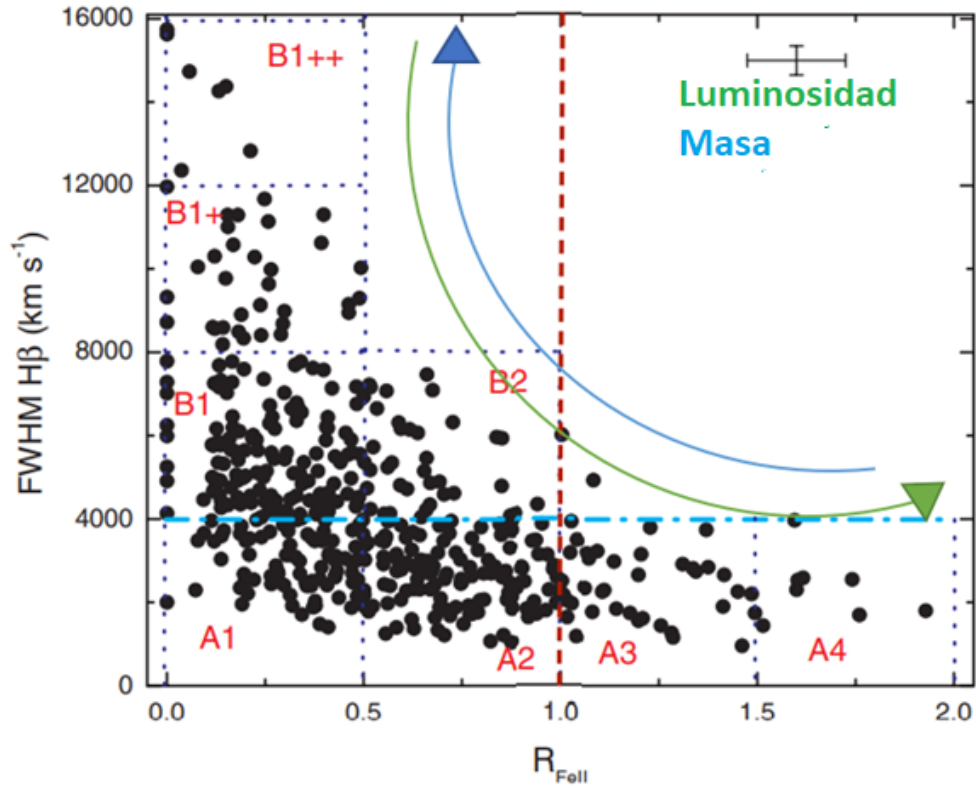 16000
B1++
Luminosidad
Masa
12000
B1+
FWHM Hβ (km s⁻¹)
8000
B2
B1
4000
A1
A2
A3
A4
0
0.0
0.5
1.0
1.5
2.0
R_FeII